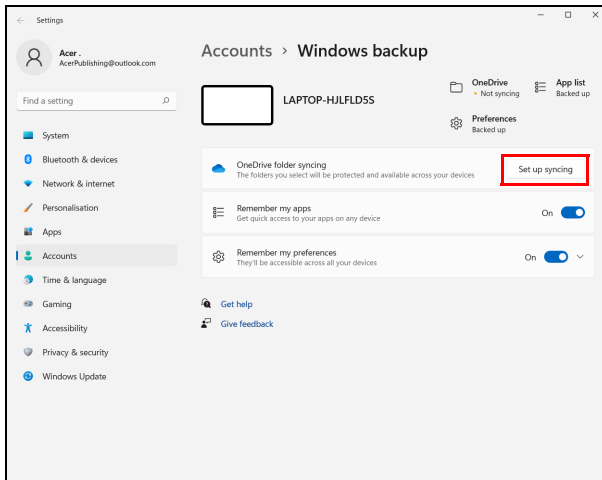 Settings
Acer .
AcerPublishing@outlook.com
Find a setting
System
Bluetooth & devices
Network & internet
Personalisation
Apps
Accounts
Time & language
Gaming
Accessibility
Privacy & security
Windows Update
Accounts > Windows backup
LAPTOP-HJLFLD5S
OneDrive
• Not syncing
App list
Backed up
Preferences
Backed up
OneDrive folder syncing
The folders you select will be protected and available across your devices
Set up syncing
Remember my apps
Get quick access to your apps on any device
On
Remember my preferences
They'll be accessible across all your devices
On
Get help
Give feedback